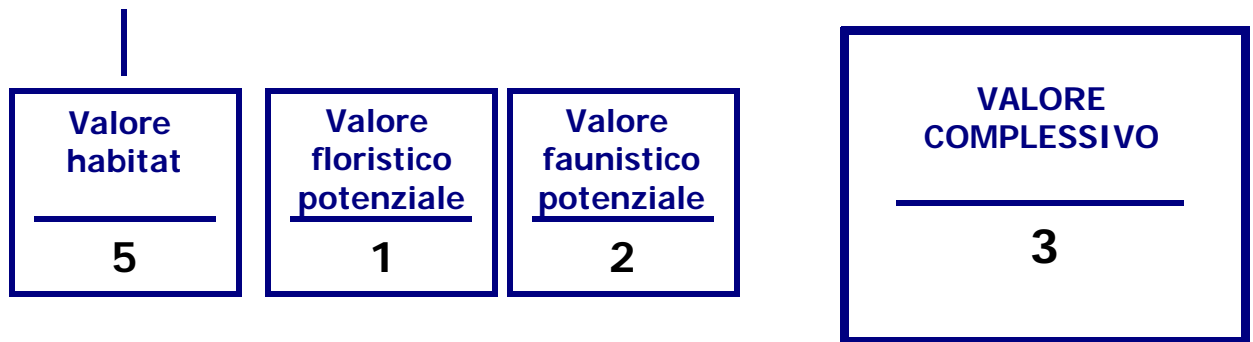 Valore
habitat
5
Valore
floristico
potenziale
1
Valore
faunistico
potenziale
2
VALORE
COMPLESSIVO
3